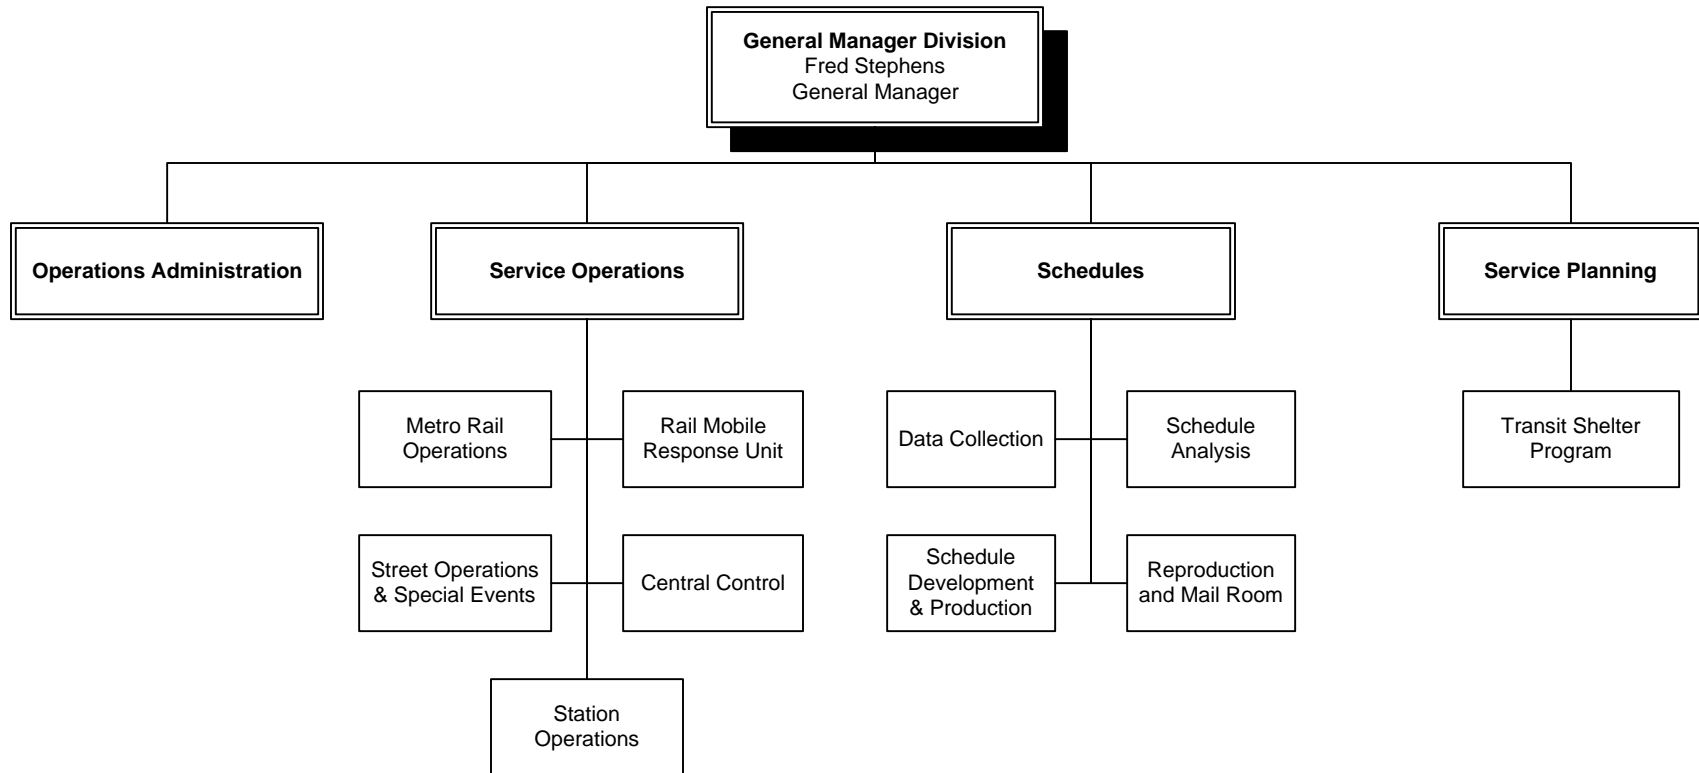 General Manager Division
Fred Stephens
General Manager
Operations Administration
Service Operations
Schedules
Service Planning
Metro Rail
Operations
Rail Mobile
Response Unit
Data Collection
Schedule
Analysis
Transit Shelter
Program
Street Operations
& Special Events
Central Control
Schedule
Development
& Production
Reproduction
and Mail Room
Station
Operations